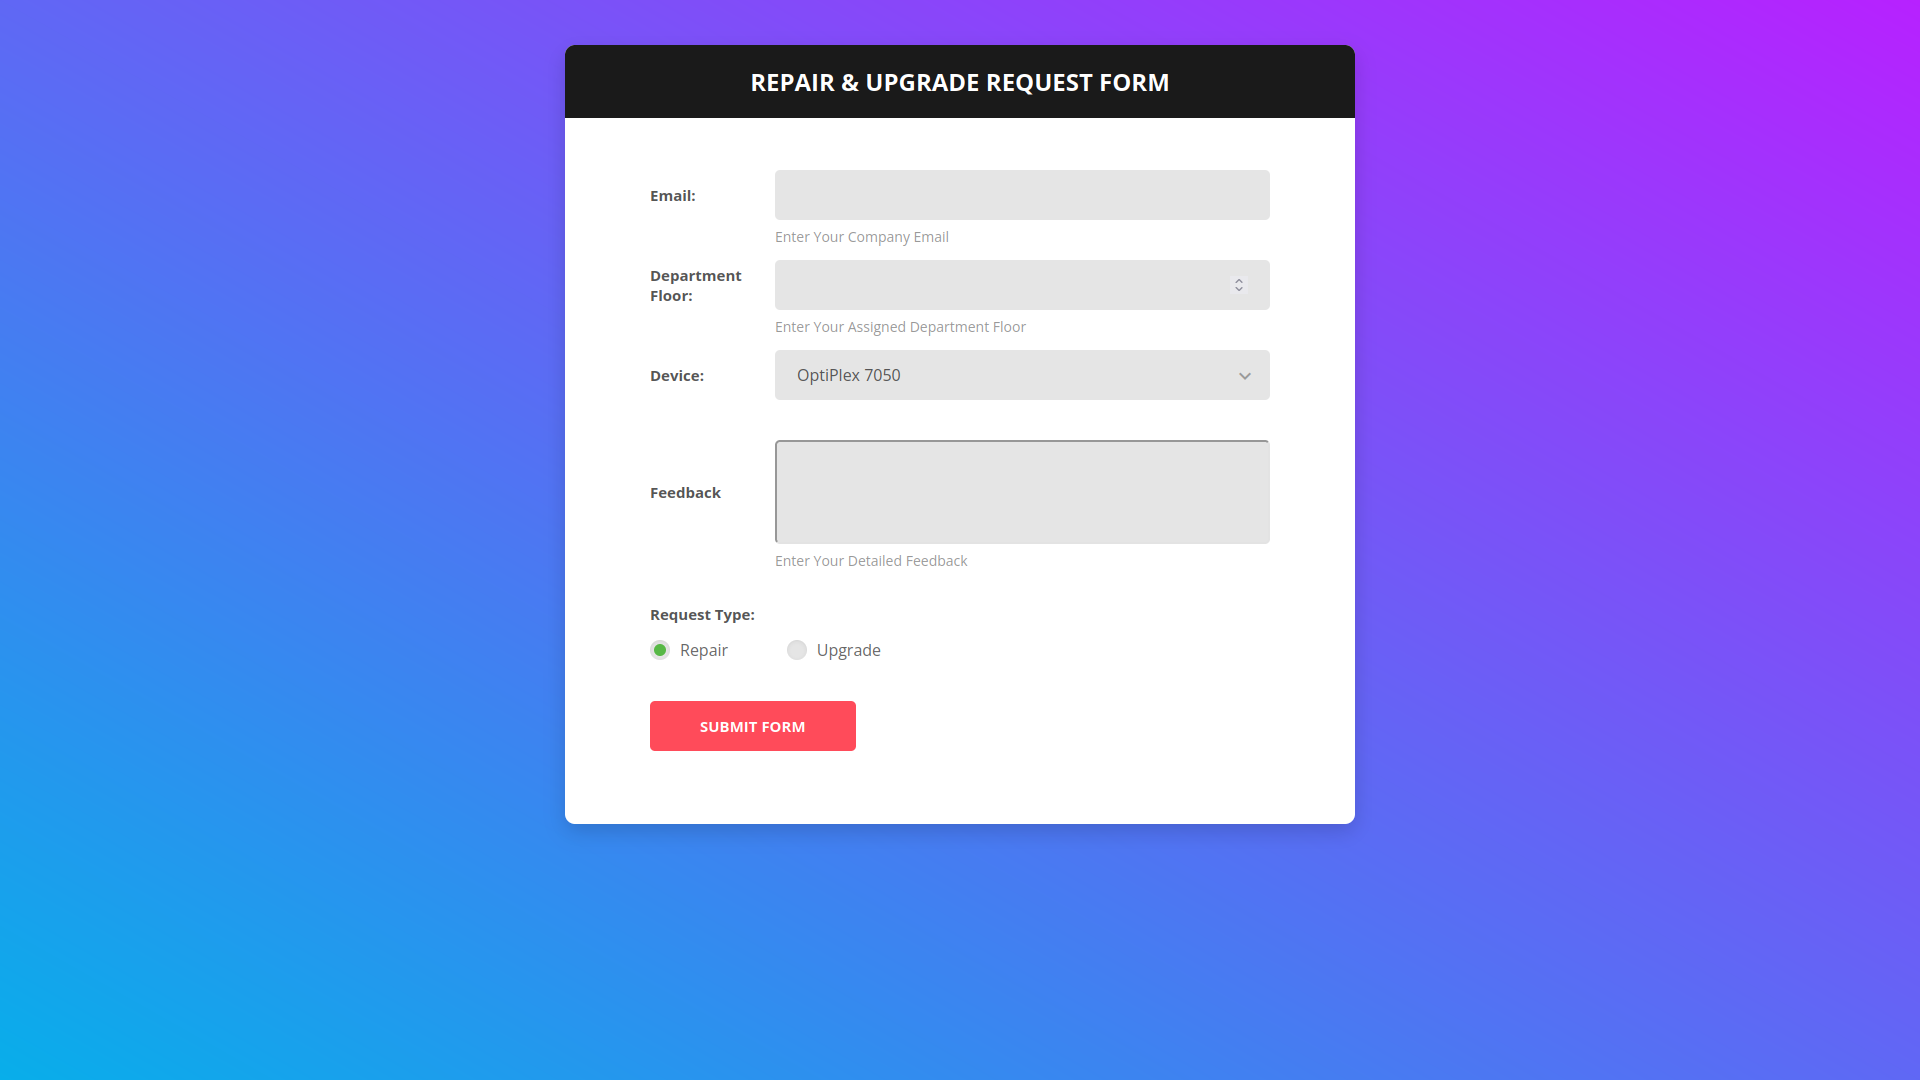 REPAIR & UPGRADE REQUEST FORM
Email:
Enter Your Company Email
Department
Floor:
Enter Your Assigned Department Floor
Device:
OptiPlex 7050
Feedback
Enter Your Detailed Feedback
Request Type:
Repair
Upgrade
SUBMIT FORM